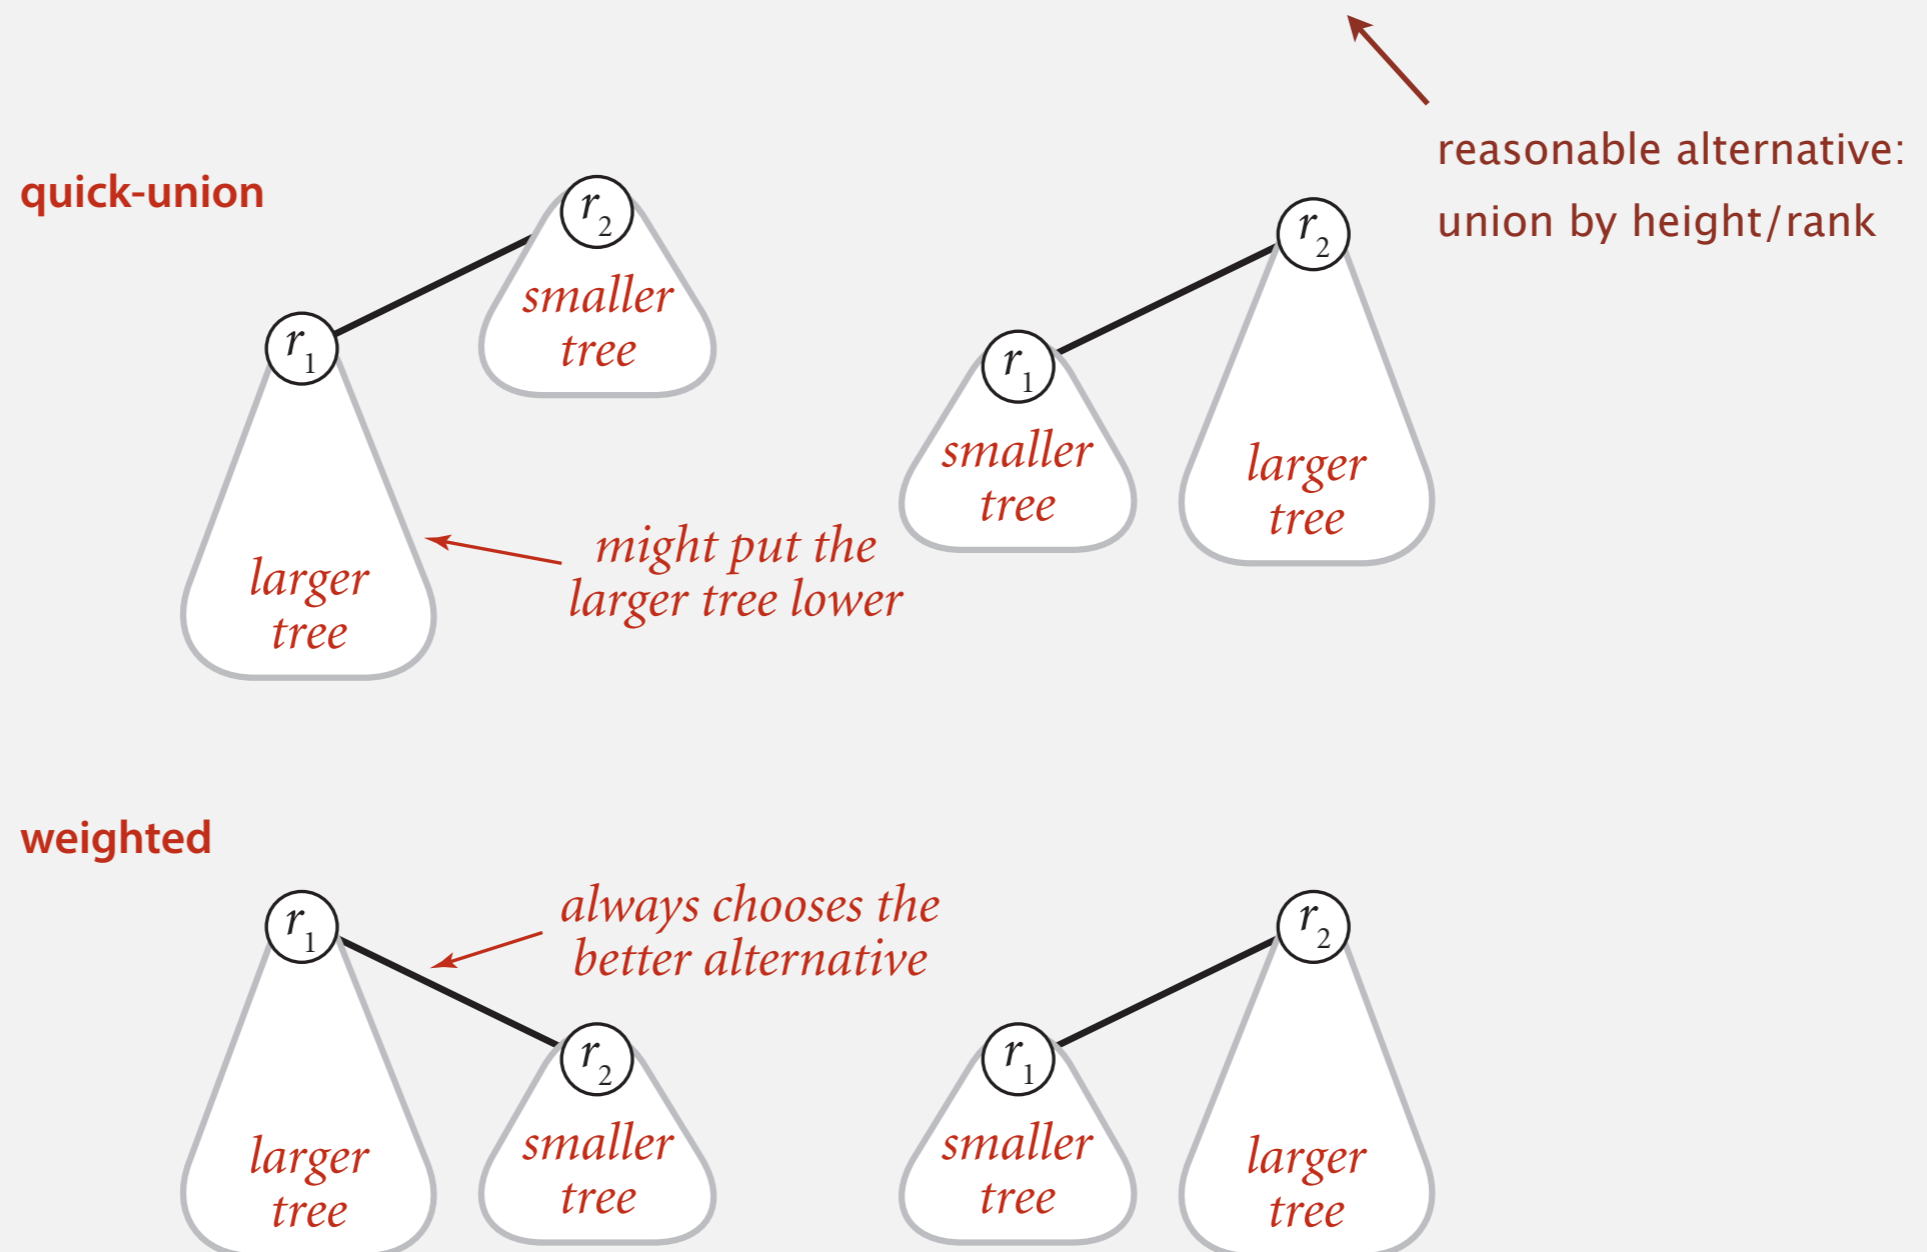 reasonable alternative:
union by height/rank
quick-union
r2
smaller
tree
r1
larger
tree
might put the
larger tree lower
r2
larger
tree
r1
smaller
tree
weighted
r1
larger
tree
always chooses the
better alternative
r2
smaller
tree
r1
smaller
tree
r2
larger
tree